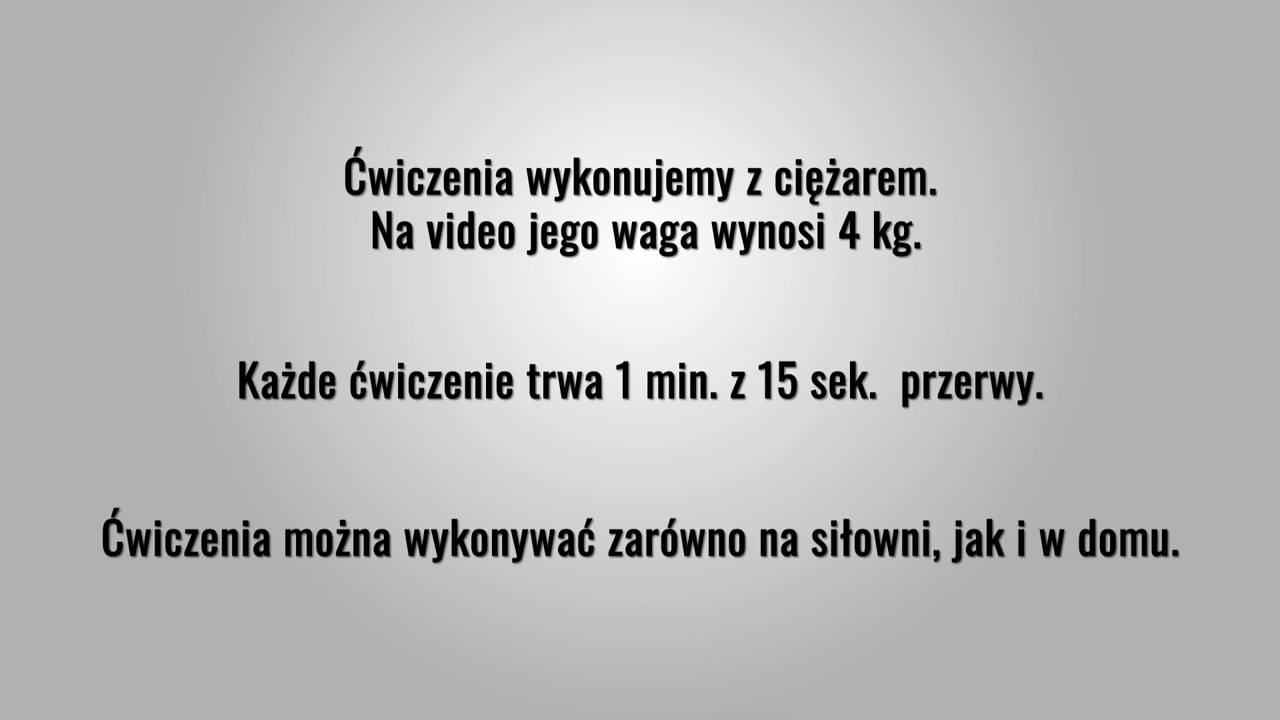 Ćwiczenia wykonujemy z ciężarem.
Na video jego waga wynosi 4 kg.
Każde ćwiczenie trwa 1 min. z 15 sek. przerwy.
Ćwiczenia można wykonywać zarówno na siłowni, jak i w domu.